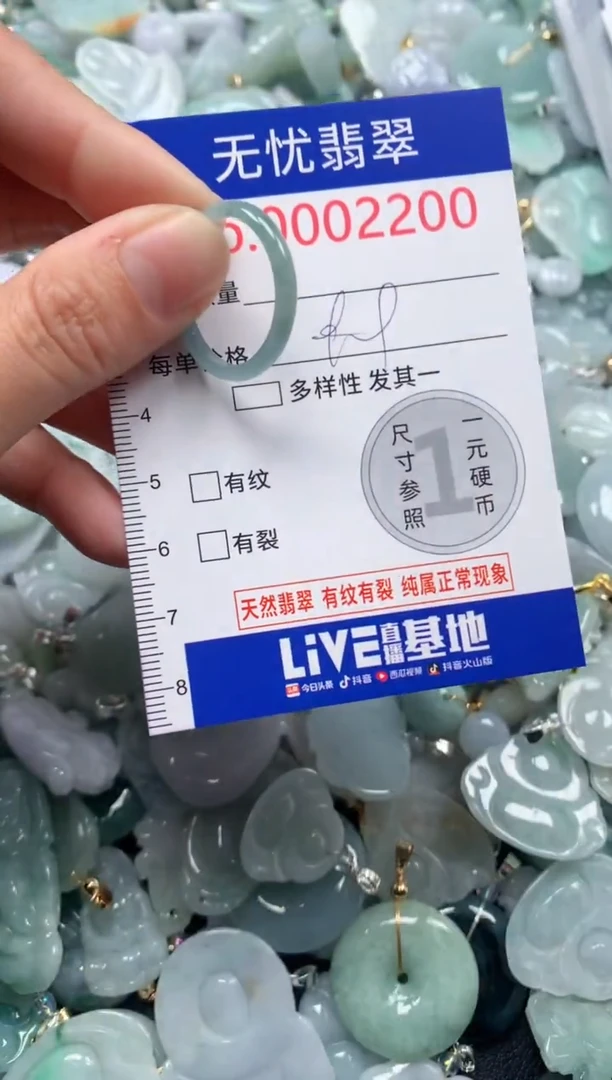 无忧翡翠
.0002200
量
每单 格
多样性 发其一
4
一元硬币
1
尺寸参照
5
有纹
6
有裂
天然翡翠 有纹有裂 纯属正常现象
7
LiVE直播基地
8
今日头条 抖音 西瓜视频 抖音火山版